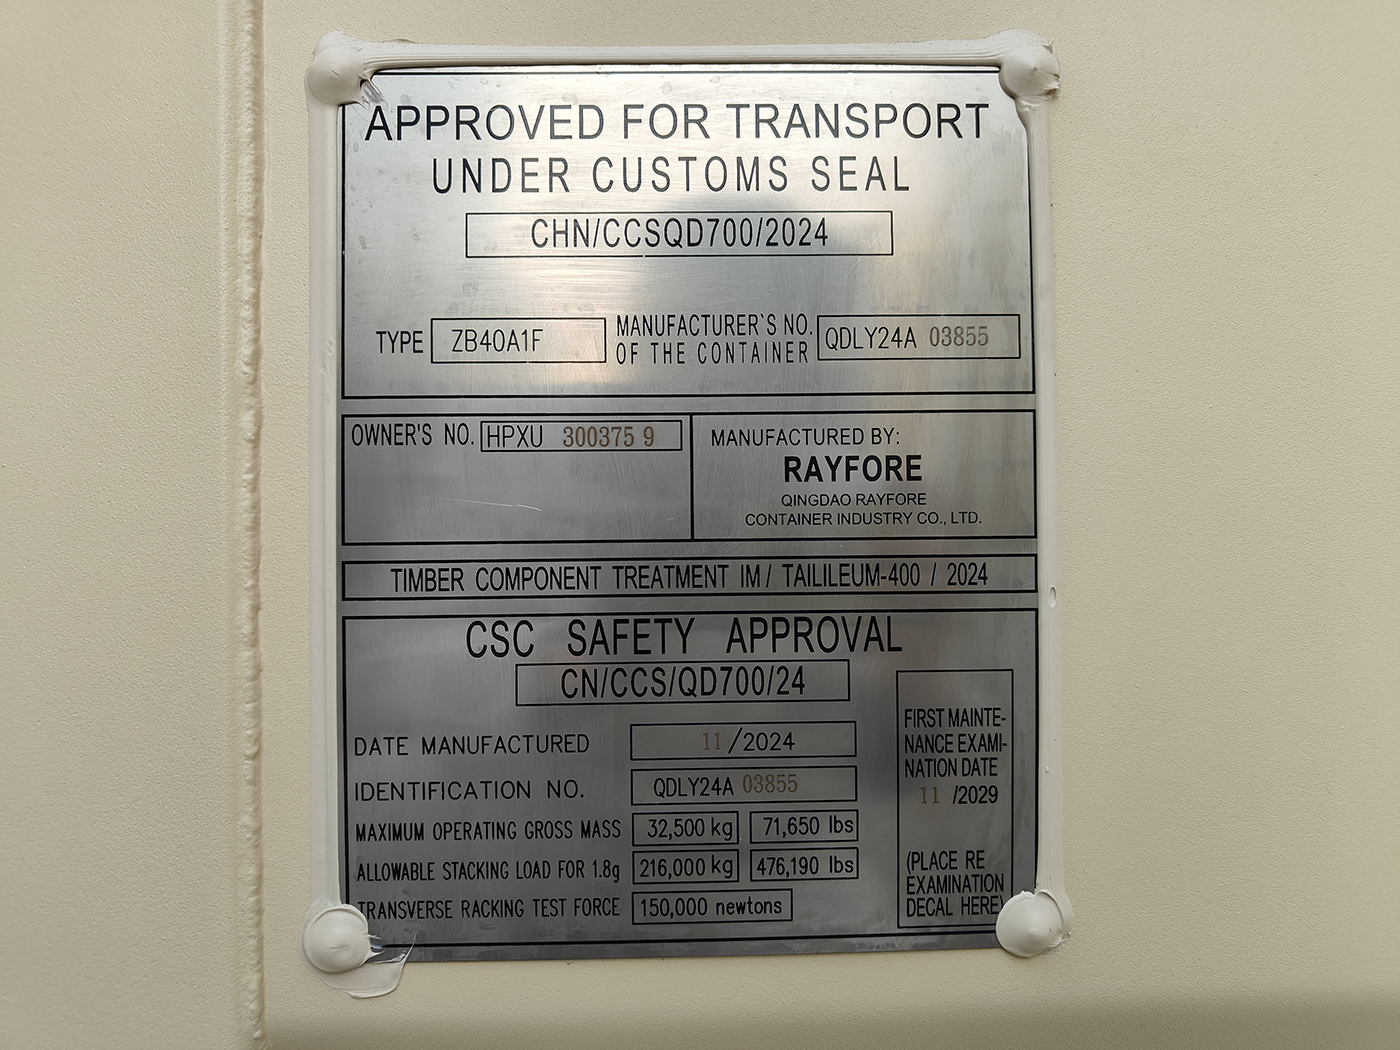 APPROVED FOR TRANSPORT
UNDER CUSTOMS SEAL
CHN/CCSQD700/2024
TYPE ZB40A1F
MANUFACTURER`S NO.
OF THE CONTAINER
QDLY24A 03855
OWNER'S NO. HPXU 300375 9
MANUFACTURED BY:
RAYFORE
QINGDAO RAYFORE
CONTAINER INDUSTRY CO., LTD.
TIMBER COMPONENT TREATMENT IM / TAILILEUM-400 / 2024
CSC SAFETY APPROVAL
CN/CCS/QD700/24
DATE MANUFACTURED 11/2024
IDENTIFICATION NO. QDLY24A 03855
MAXIMUM OPERATING GROSS MASS 32,500 kg 71,650 lbs
ALLOWABLE STACKING LOAD FOR 1.8g 216,000 kg 476,190 lbs
TRANSVERSE RACKING TEST FORCE 150,000 newtons
FIRST MAINTE-
NANCE EXAMI-
NATION DATE
11 /2029
(PLACE RE
EXAMINATION
DECAL HERE)